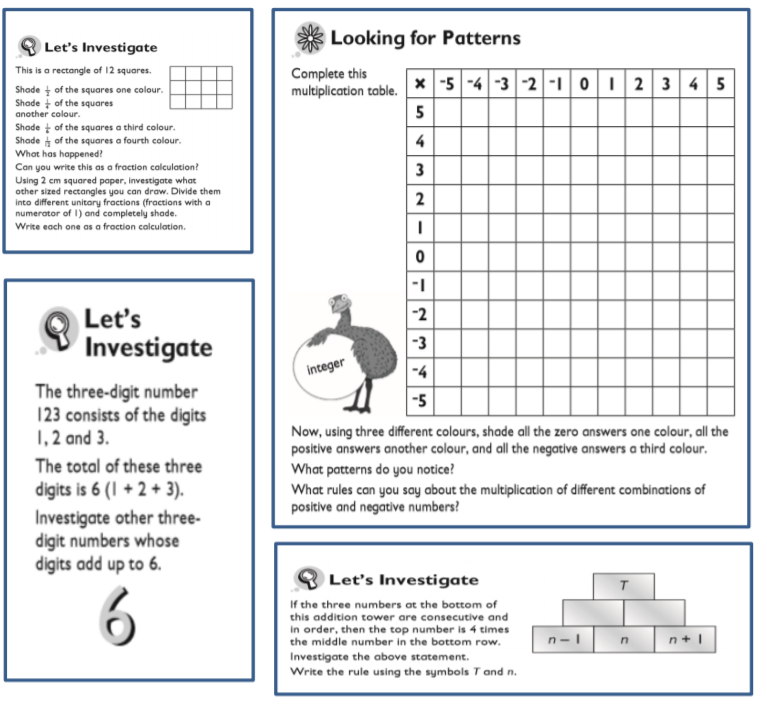 Let's Investigate
This is a rectangle of 12 squares.
Shade 1/2 of the squares one colour.
Shade 1/4 of the squares
another colour.
Shade 1/6 of the squares a third colour.
Shade 1/12 of the squares a fourth colour.
What has happened?
Can you write this as a fraction calculation?
Using 2 cm squared paper, investigate what
other sized rectangles you can draw. Divide them
into different unitary fractions (fractions with a
numerator of 1) and completely shade.
Write each one as a fraction calculation.
Looking for Patterns
Complete this
multiplication table.
× -5 -4 -3 -2 -1 0 1 2 3 4 5
5
4
3
2
1
0
-1
-2
-3
-4
-5
integer
Now, using three different colours, shade all the zero answers one colour, all the
positive answers another colour, and all the negative answers a third colour.
What patterns do you notice?
What rules can you say about the multiplication of different combinations of
positive and negative numbers?
Let's
Investigate
The three-digit number
123 consists of the digits
1, 2 and 3.
The total of these three
digits is 6 (1 + 2 + 3).
Investigate other three-
digit numbers whose
digits add up to 6.
6
Let's Investigate
If the three numbers at the bottom of
this addition tower are consecutive and
in order, then the top number is 4 times
the middle number in the bottom row.
Investigate the above statement.
Write the rule using the symbols T and n.
T
n − 1 n n + 1